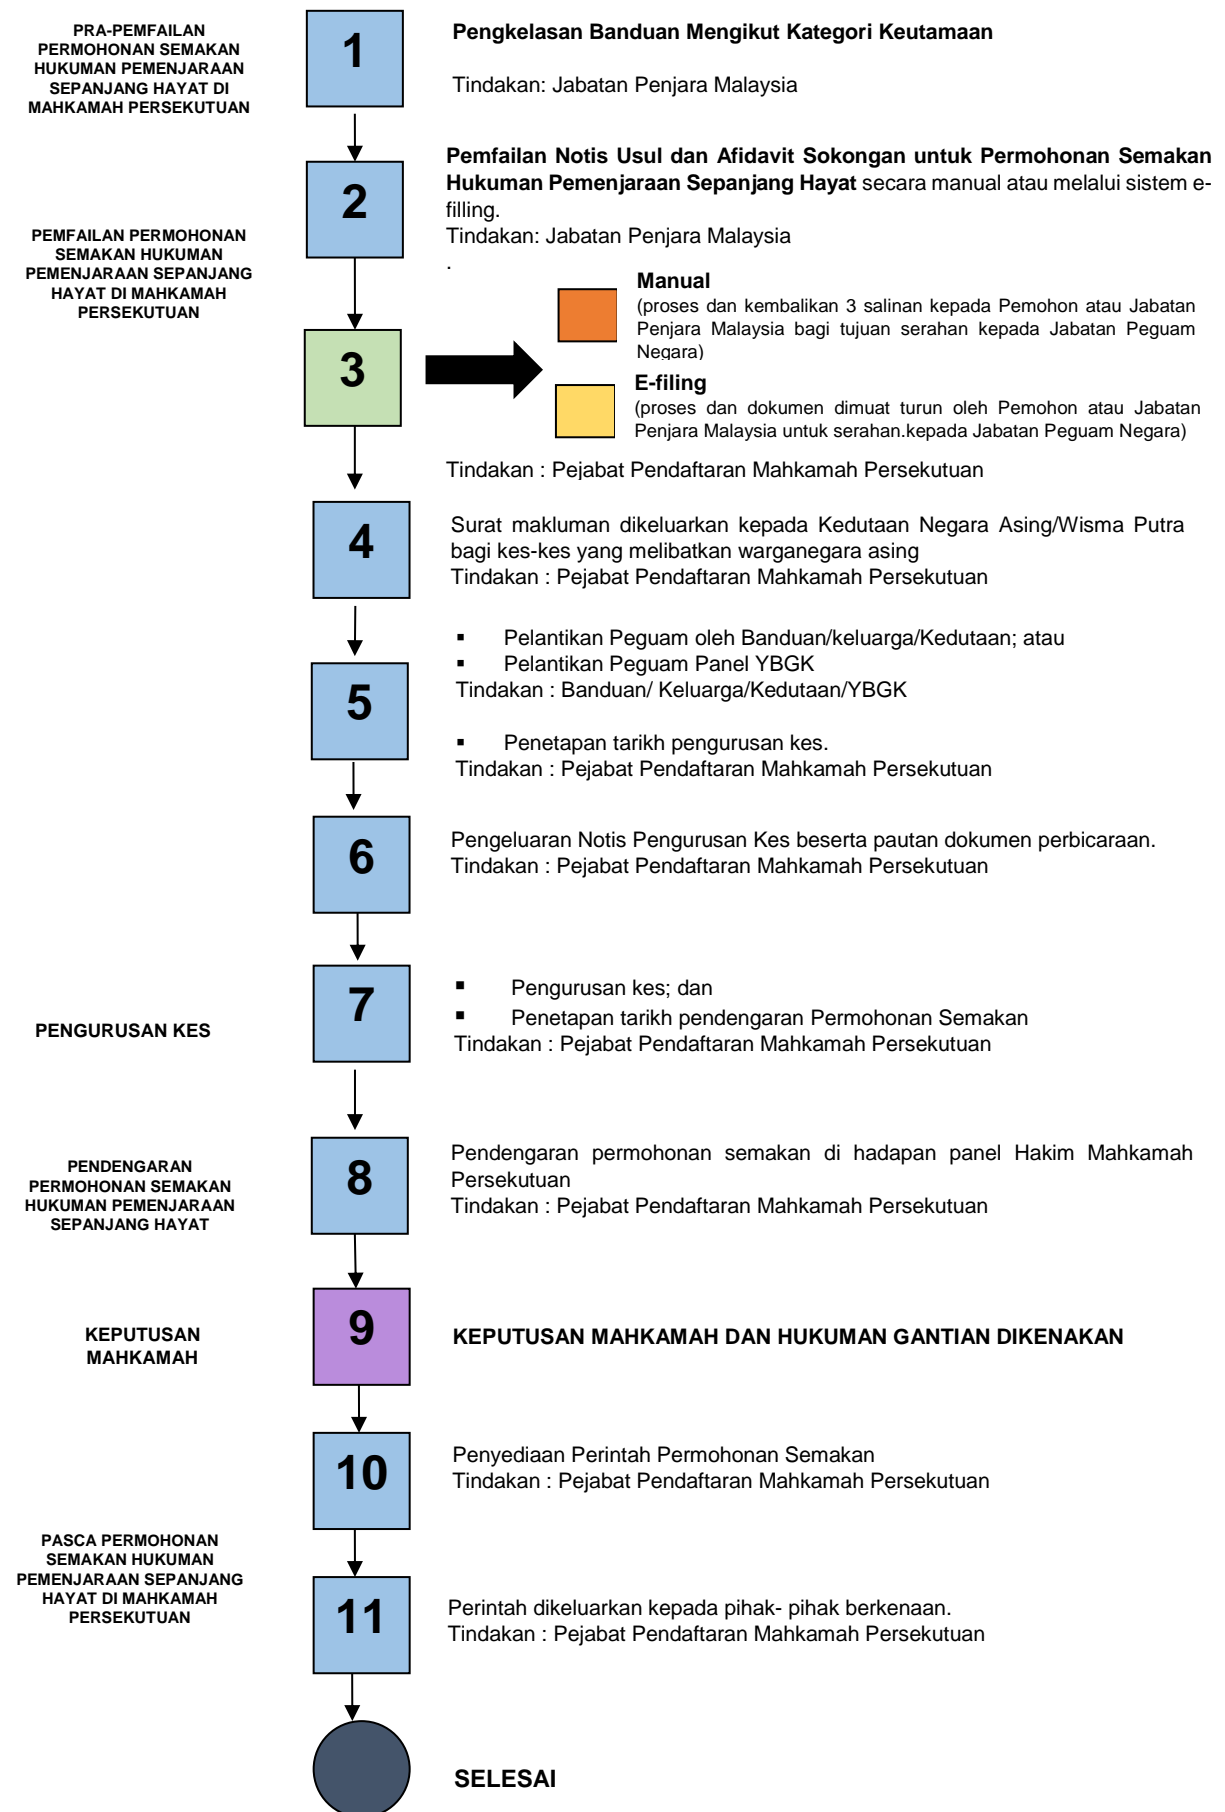 PRA-PEMFAILAN
PERMOHONAN SEMAKAN
HUKUMAN PEMENJARAAN
SEPANJANG HAYAT DI
MAHKAMAH PERSEKUTUAN
1
Pengkelasan Banduan Mengikut Kategori Keutamaan
Tindakan: Jabatan Penjara Malaysia
2
Pemfailan Notis Usul dan Afidavit Sokongan untuk Permohonan Semakan
Hukuman Pemenjaraan Sepanjang Hayat secara manual atau melalui sistem e-
filling.
Tindakan: Jabatan Penjara Malaysia
.
PEMFAILAN PERMOHONAN
SEMAKAN HUKUMAN
PEMENJARAAN SEPANJANG
HAYAT DI MAHKAMAH
PERSEKUTUAN
3
Manual
(proses dan kembalikan 3 salinan kepada Pemohon atau Jabatan
Penjara Malaysia bagi tujuan serahan kepada Jabatan Peguam
Negara)
E-filing
(proses dan dokumen dimuat turun oleh Pemohon atau Jabatan
Penjara Malaysia untuk serahan.kepada Jabatan Peguam Negara)
Tindakan : Pejabat Pendaftaran Mahkamah Persekutuan
4
Surat makluman dikeluarkan kepada Kedutaan Negara Asing/Wisma Putra
bagi kes-kes yang melibatkan warganegara asing
Tindakan : Pejabat Pendaftaran Mahkamah Persekutuan
5
▪ Pelantikan Peguam oleh Banduan/keluarga/Kedutaan; atau
▪ Pelantikan Peguam Panel YBGK
Tindakan : Banduan/ Keluarga/Kedutaan/YBGK
▪ Penetapan tarikh pengurusan kes.
Tindakan : Pejabat Pendaftaran Mahkamah Persekutuan
6
Pengeluaran Notis Pengurusan Kes beserta pautan dokumen perbicaraan.
Tindakan : Pejabat Pendaftaran Mahkamah Persekutuan
PENGURUSAN KES
7
▪ Pengurusan kes; dan
▪ Penetapan tarikh pendengaran Permohonan Semakan
Tindakan : Pejabat Pendaftaran Mahkamah Persekutuan
PENDENGARAN
PERMOHONAN SEMAKAN
HUKUMAN PEMENJARAAN
SEPANJANG HAYAT
8
Pendengaran permohonan semakan di hadapan panel Hakim Mahkamah
Persekutuan
Tindakan : Pejabat Pendaftaran Mahkamah Persekutuan
KEPUTUSAN
MAHKAMAH
9
KEPUTUSAN MAHKAMAH DAN HUKUMAN GANTIAN DIKENAKAN
10
Penyediaan Perintah Permohonan Semakan
Tindakan : Pejabat Pendaftaran Mahkamah Persekutuan
PASCA PERMOHONAN
SEMAKAN HUKUMAN
PEMENJARAAN SEPANJANG
HAYAT DI MAHKAMAH
PERSEKUTUAN
11
Perintah dikeluarkan kepada pihak- pihak berkenaan.
Tindakan : Pejabat Pendaftaran Mahkamah Persekutuan
SELESAI